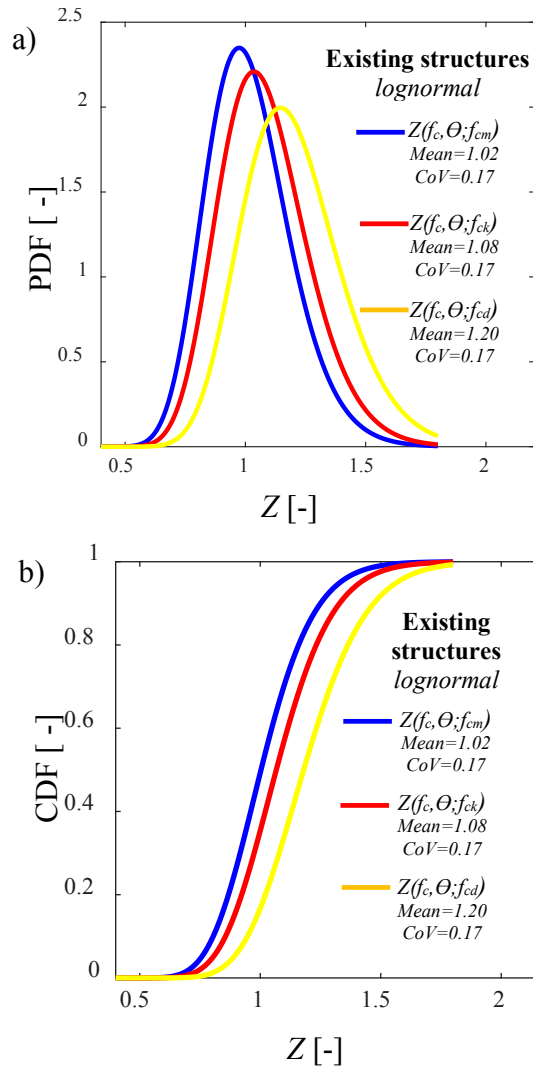 a)
2.5
2
1.5
1
0.5
0
PDF [ -]
Existing structures
lognormal
Z(fc,Θ;fcm)
Mean=1.02
CoV=0.17
Z(fc,Θ;fck)
Mean=1.08
CoV=0.17
Z(fc,Θ;fcd)
Mean=1.20
CoV=0.17
0.5 1 1.5 2
Z [-]
b)
1
0.8
0.6
0.4
0.2
0
CDF [ -]
Existing
structures
lognormal
Z(fc,Θ;fcm)
Mean=1.02
CoV=0.17
Z(fc,Θ;fck)
Mean=1.08
CoV=0.17
Z(fc,Θ;fcd)
Mean=1.20
CoV=0.17
0.5 1 1.5 2
Z [-]